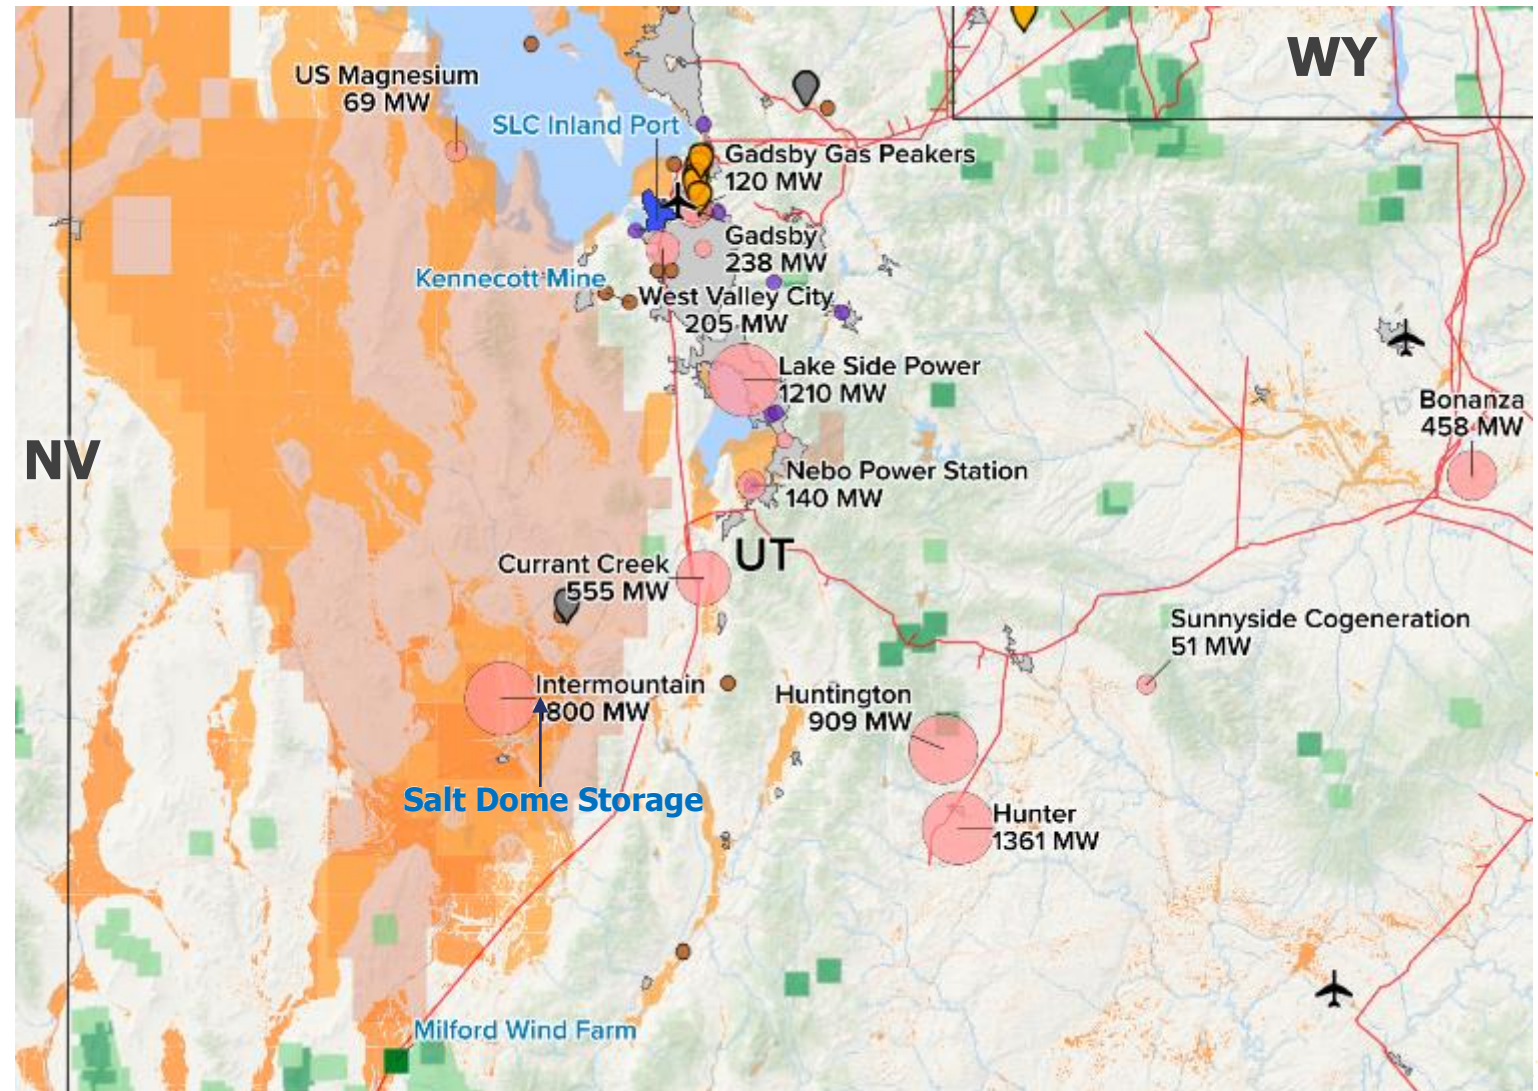 WY
US Magnesium
69 MW
SLC Inland Port
Gadsby Gas Peakers
120 MW
Gadsby
238 MW
Kennecott Mine
West Valley City
205 MW
Lake Side Power
1210 MW
Bonanza
458 MW
NV
Nebo Power Station
140 MW
UT
Currant Creek
555 MW
Sunnyside Cogeneration
51 MW
Intermountain
1800 MW
Huntington
909 MW
Salt Dome Storage
Hunter
1361 MW
Milford Wind Farm